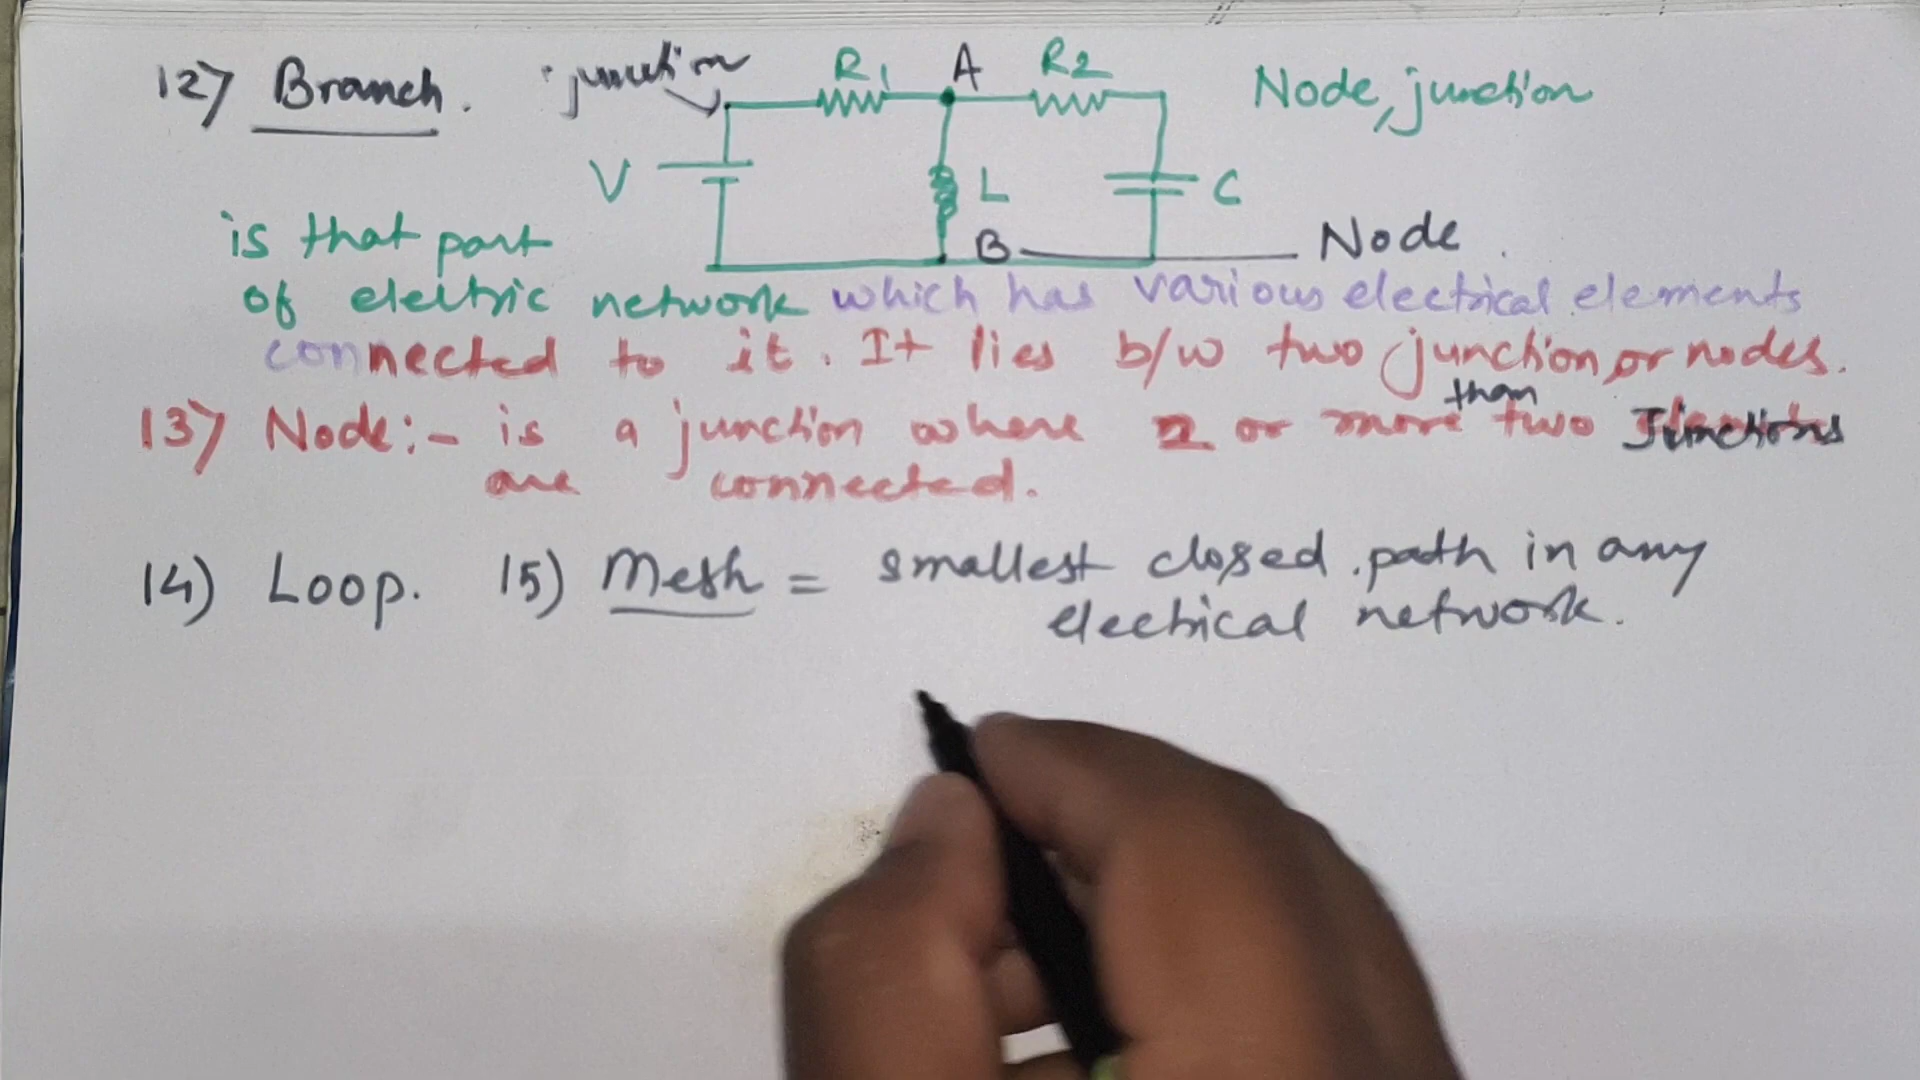 12) Branch. junction R1 A R2 Node, junction
V L C
B Node.
is that part
of electric network which has various electrical elements
connected to it. It lies b/w two junction or nodes.
than
13) Node:- is a junction where 2 or more two Junctions
are connected.
14) Loop. 15) Mesh = smallest closed path in any
electrical network.